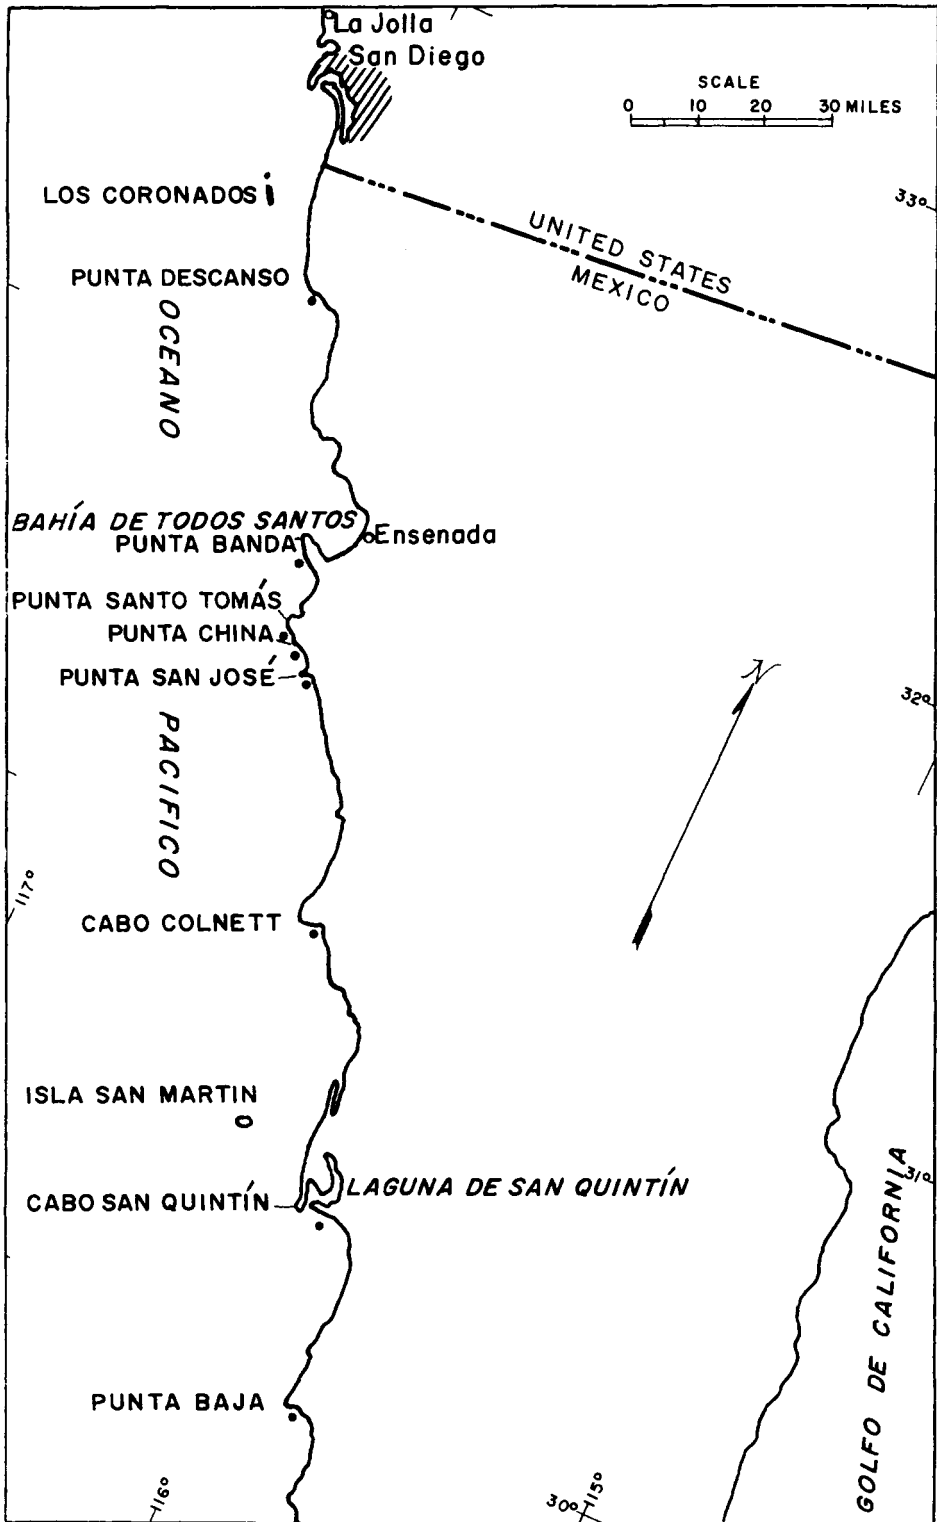 La Jolla
San Diego
SCALE
0 10 20 30 MILES
LOS CORONADOS
33°
UNITED STATES
MEXICO
PUNTA DESCANSO
OCEANO
BAHÍA DE TODOS SANTOS
Ensenada
PUNTA BANDA
PUNTA SANTO TOMÁS
PUNTA CHINA
PUNTA SAN JOSÉ
N
32°
PACIFICO
117°
CABO COLNETT
ISLA SAN MARTIN
31°
LAGUNA DE SAN QUINTÍN
CABO SAN QUINTÍN
GOLFO DE CALIFORNIA
PUNTA BAJA
116°
30°
115°